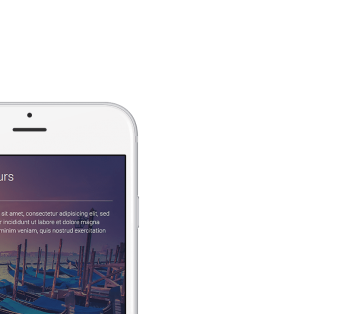 urs
sit amet, consectetur adipisicing elit, sed
r incididunt ut labore et dolore magna
minim veniam, quis nostrud exercitation